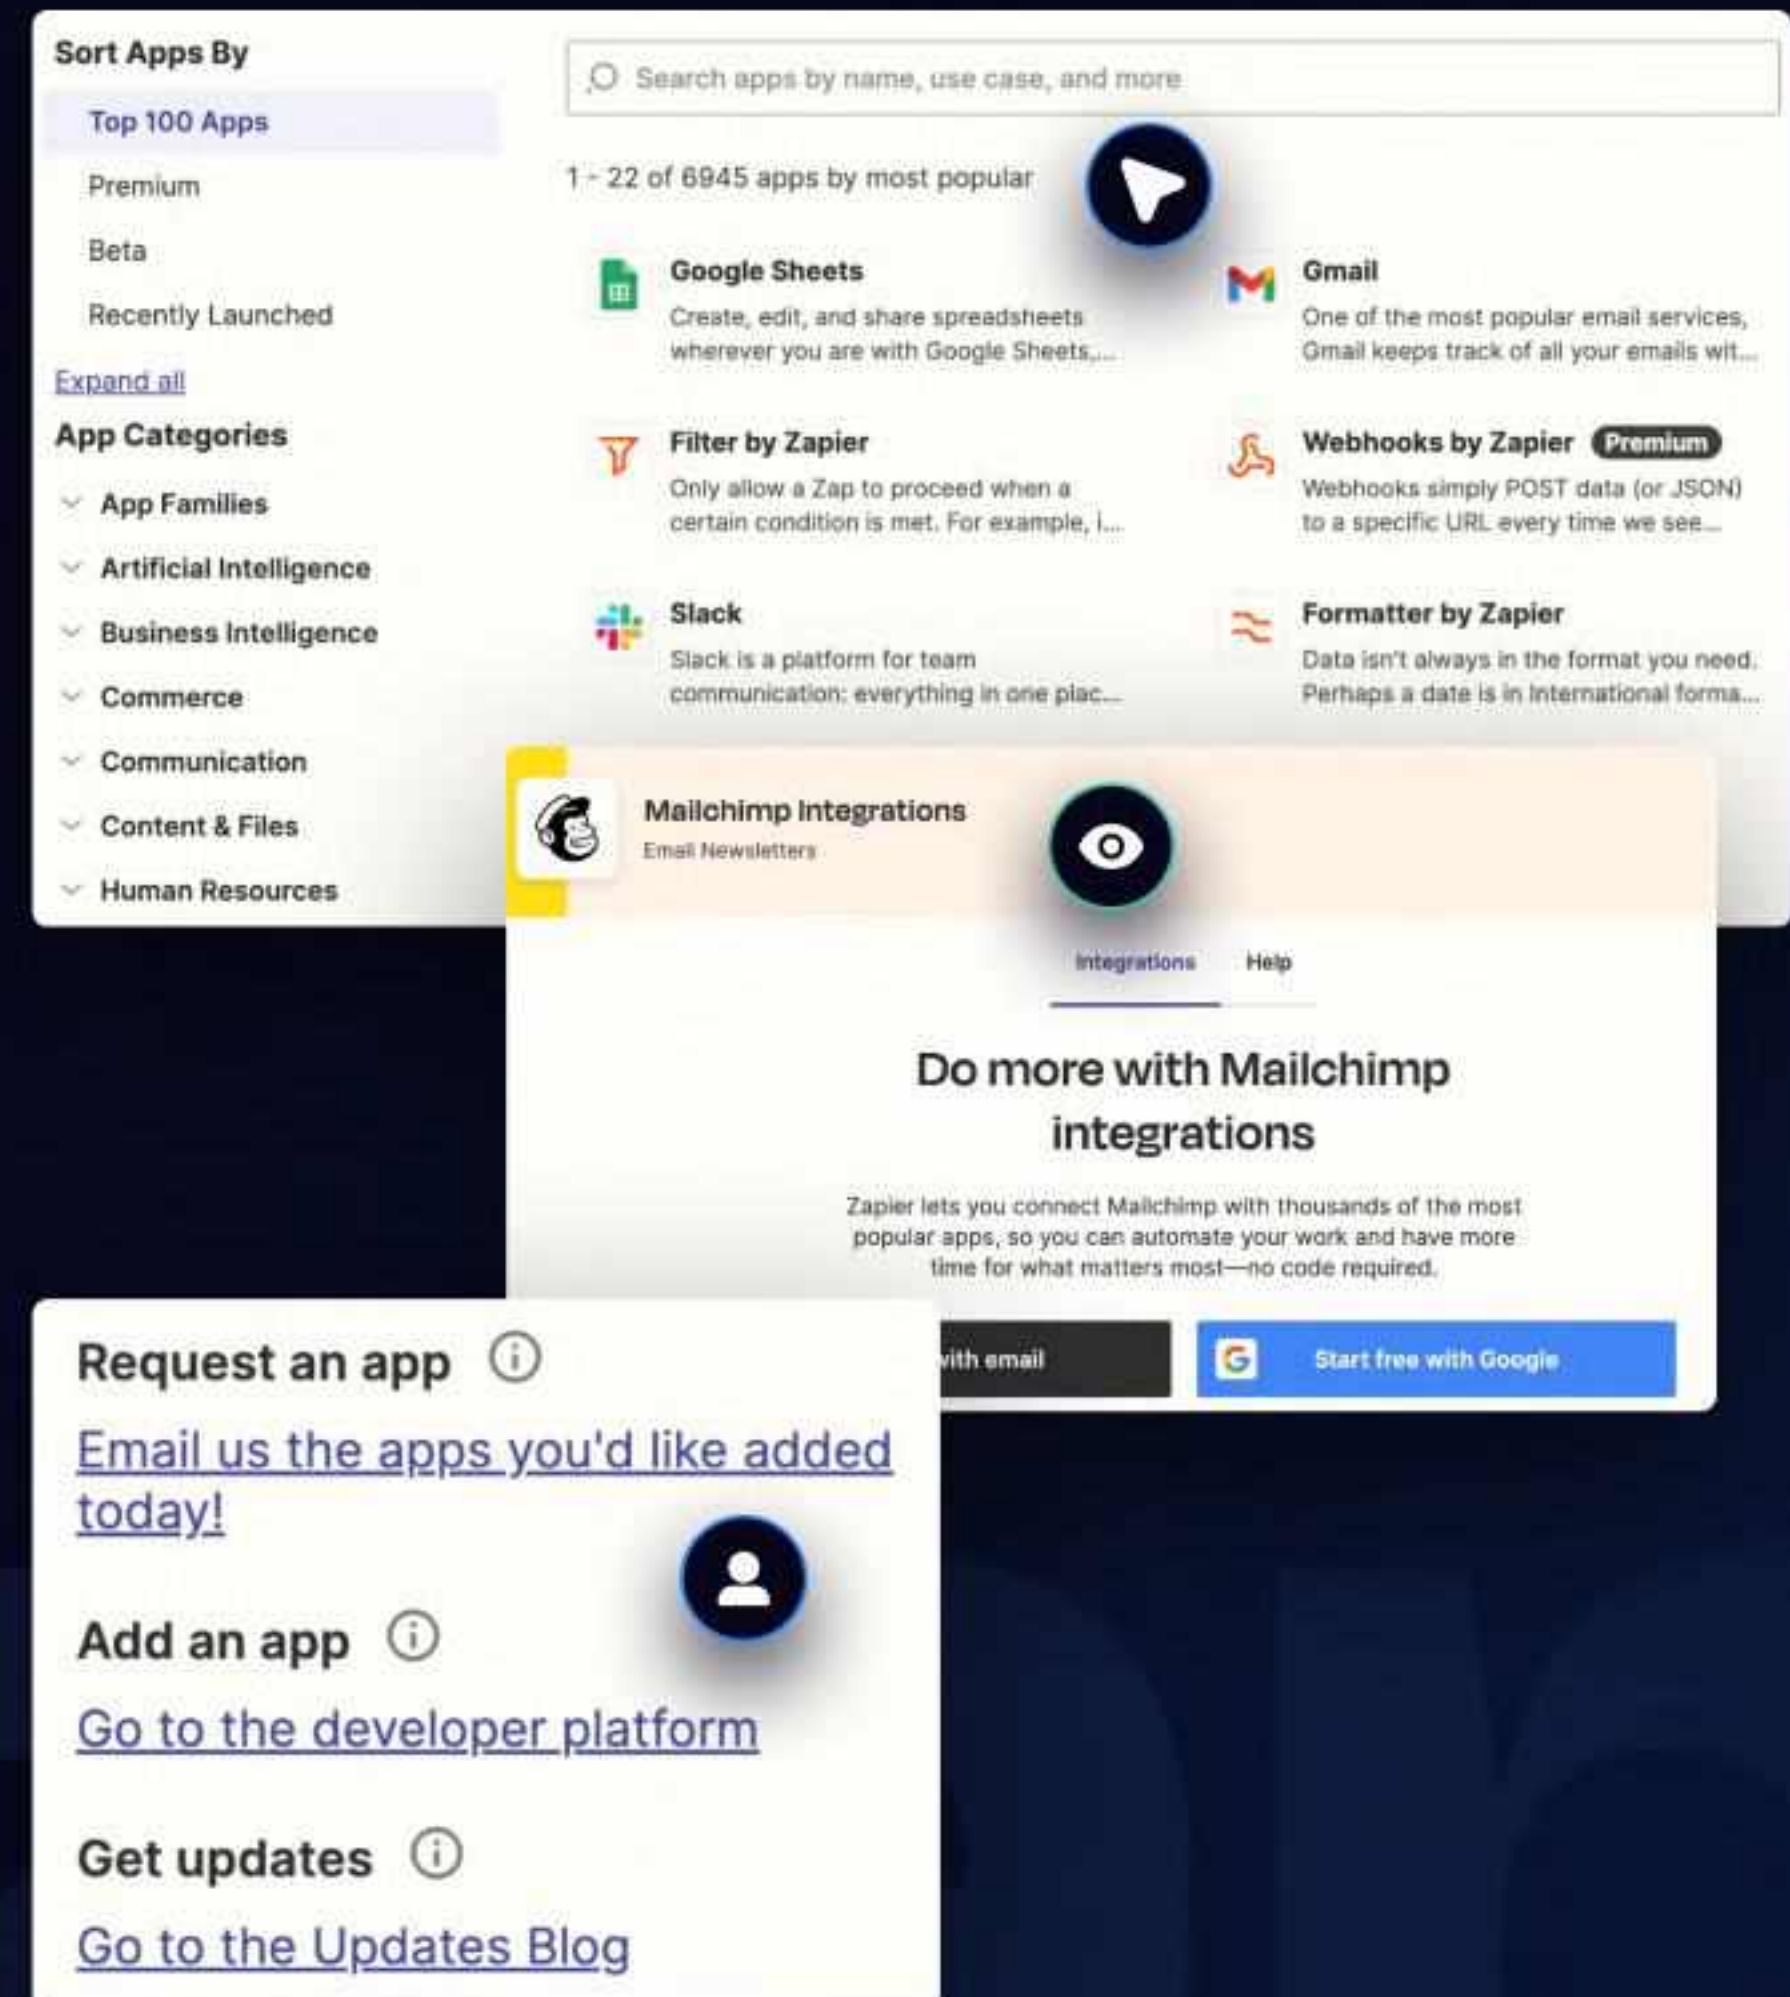 Sort Apps By
Top 100 Apps
Premium
Beta
Recently Launched
Expand all
App Categories
App Families
Artificial Intelligence
Business Intelligence
Commerce
Communication
Content & Files
Human Resources
Search apps by name, use case, and more
1 - 22 of 6945 apps by most popular
Google Sheets
Create, edit, and share spreadsheets
wherever you are with Google Sheets,...
Gmail
One of the most popular email services,
Gmail keeps track of all your emails wit...
Filter by Zapier
Only allow a Zap to proceed when a
certain condition is met. For example, i...
Webhooks by Zapier Premium
Webhooks simply POST data (or JSON)
to a specific URL every time we see...
Slack
Slack is a platform for team
communication: everything in one plac...
Formatter by Zapier
Data isn't always in the format you need.
Perhaps a date is in International forma...
Mailchimp Integrations
Email Newsletters
Integrations Help
Do more with Mailchimp
integrations
Zapier lets you connect Mailchimp with thousands of the most
popular apps, so you can automate your work and have more
time for what matters most—no code required.
with email
Start free with Google
Request an app
Email us the apps you'd like added
today!
Add an app
Go to the developer platform
Get updates
Go to the Updates Blog